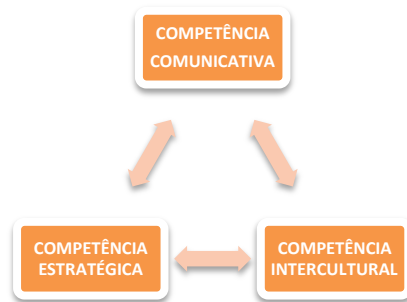 COMPETÊNCIA
COMUNICATIVA
COMPETÊNCIA
ESTRATÉGICA
COMPETÊNCIA
INTERCULTURAL